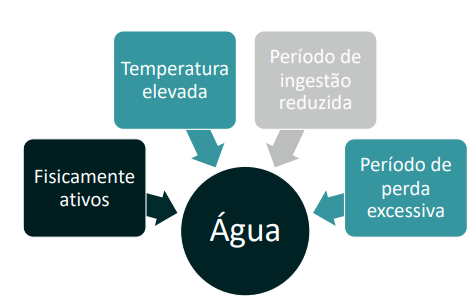 Temperatura
elevada
Período de
ingestão
reduzida
Fisicamente
ativos
Período de
perda
excessiva
Água